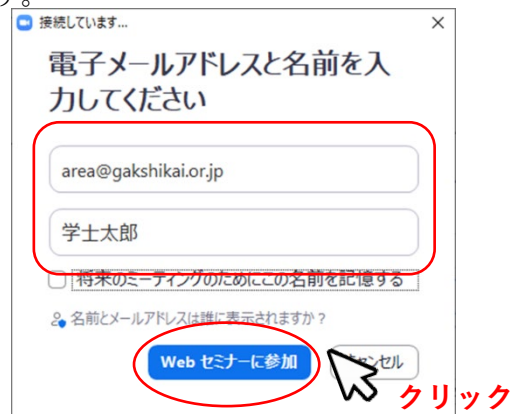 す。
接続しています...
電子メールアドレスと名前を入
力してください
area@gakshikai.or.jp
学士太郎
将来のミーティングのためにこの名前を記憶する
名前とメールアドレスは誰に表示されますか？
Web セミナーに参加
キャンセル
クリック